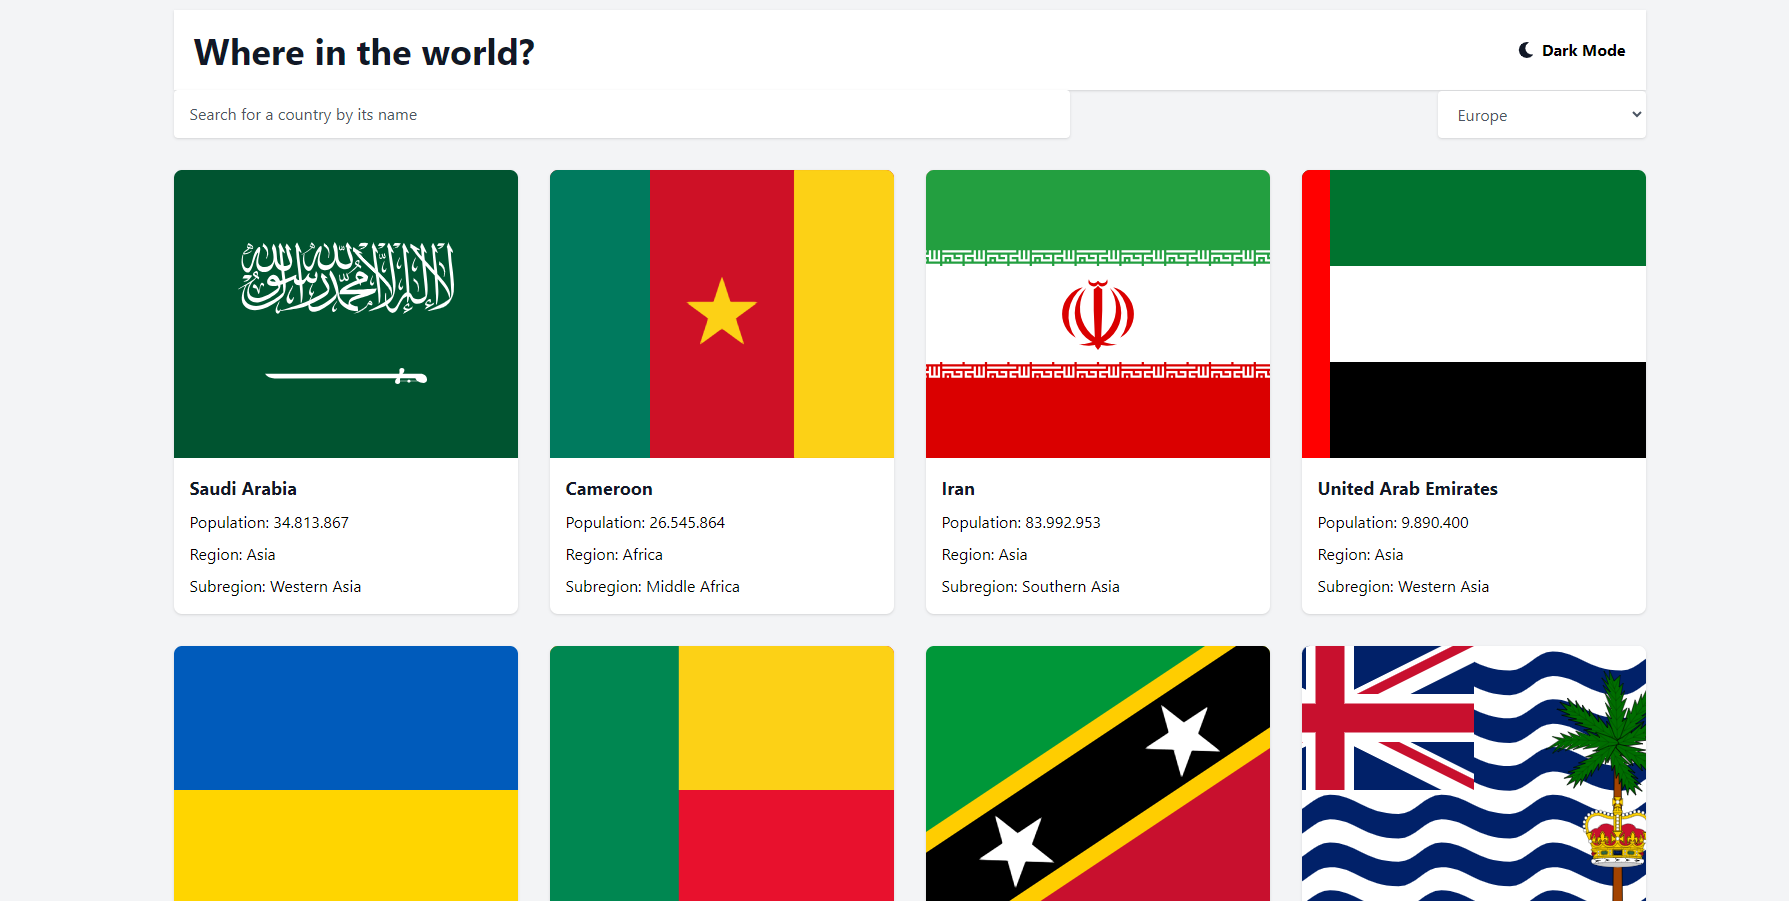 Where in the world?
Dark Mode
Search for a country by its name
Europe
لا إله إلا الله محمد رسول الله
Saudi Arabia
Population: 34.813.867
Region: Asia
Subregion: Western Asia
Cameroon
Population: 26.545.864
Region: Africa
Subregion: Middle Africa
Iran
Population: 83.992.953
Region: Asia
Subregion: Southern Asia
United Arab Emirates
Population: 9.890.400
Region: Asia
Subregion: Western Asia